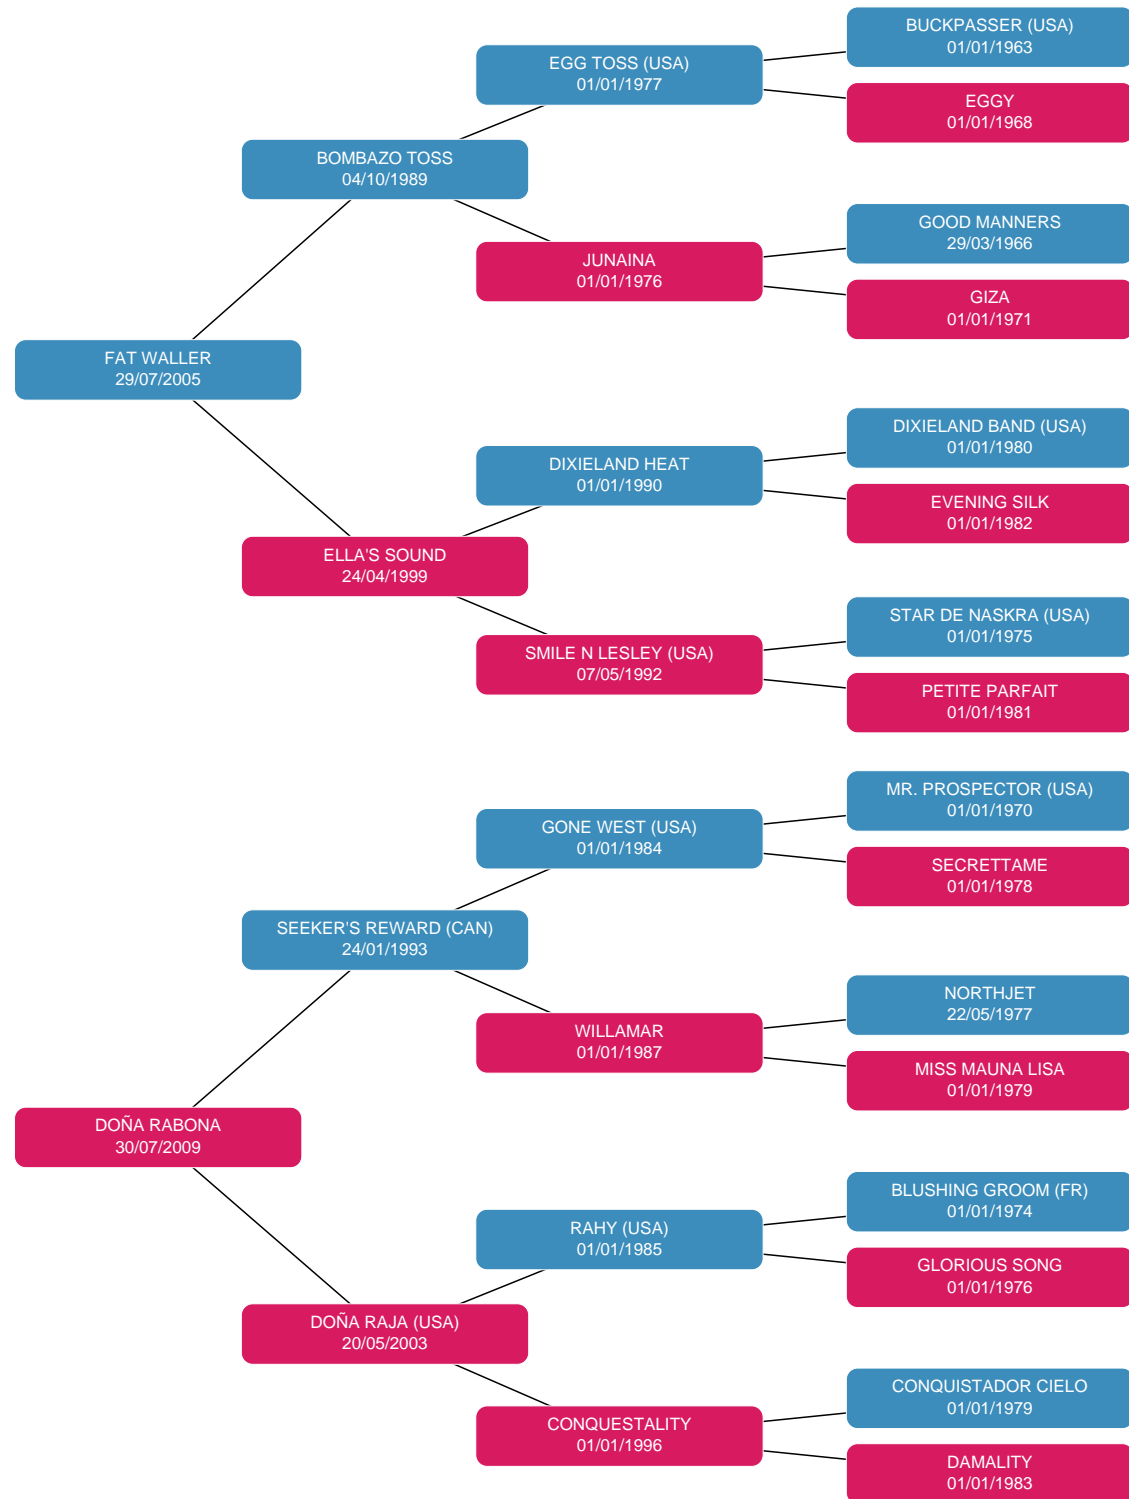 BUCKPASSER (USA)
01/01/1963
EGG TOSS (USA)
01/01/1977
EGGY
01/01/1968
BOMBAZO TOSS
04/10/1989
GOOD MANNERS
29/03/1966
JUNAINA
01/01/1976
GIZA
01/01/1971
FAT WALLER
29/07/2005
DIXIELAND BAND (USA)
01/01/1980
DIXIELAND HEAT
01/01/1990
EVENING SILK
01/01/1982
ELLA'S SOUND
24/04/1999
STAR DE NASKRA (USA)
01/01/1975
SMILE N LESLEY (USA)
07/05/1992
PETITE PARFAIT
01/01/1981
MR. PROSPECTOR (USA)
01/01/1970
GONE WEST (USA)
01/01/1984
SECRETTAME
01/01/1978
SEEKER'S REWARD (CAN)
24/01/1993
NORTHJET
22/05/1977
WILLAMAR
01/01/1987
MISS MAUNA LISA
01/01/1979
DOÑA RABONA
30/07/2009
BLUSHING GROOM (FR)
01/01/1974
RAHY (USA)
01/01/1985
GLORIOUS SONG
01/01/1976
DOÑA RAJA (USA)
20/05/2003
CONQUISTADOR CIELO
01/01/1979
CONQUESTALITY
01/01/1996
DAMALITY
01/01/1983